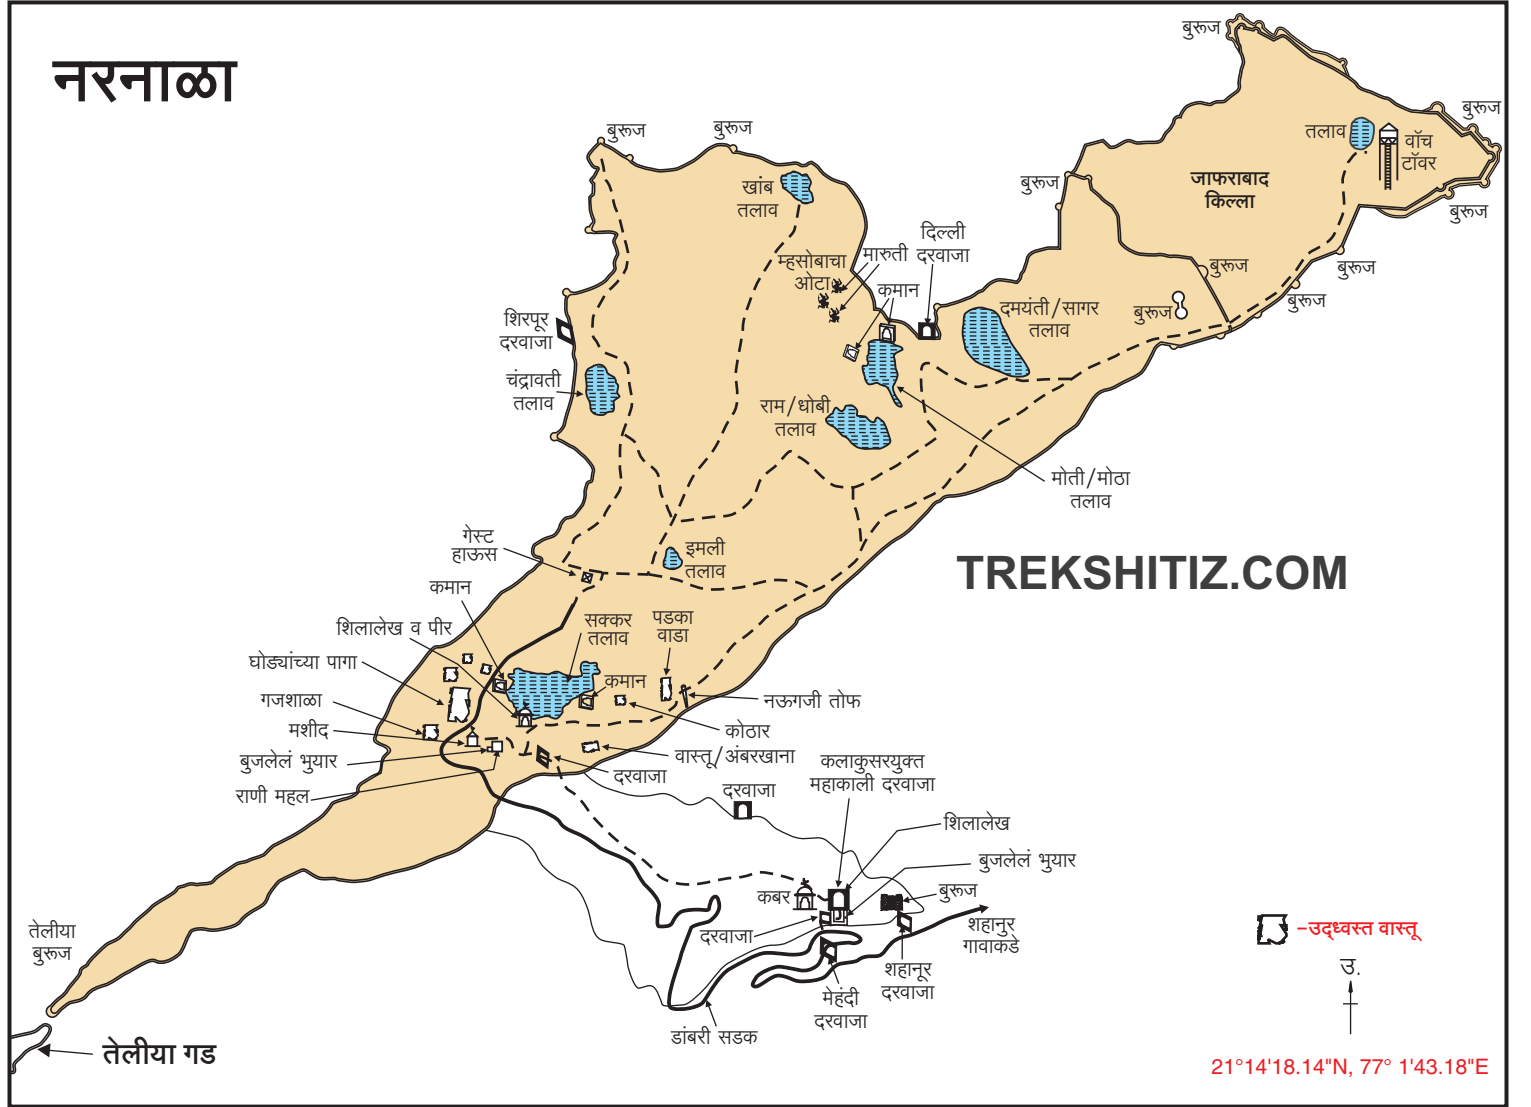 नरनाळा
बुरूज
बुरूज
बुरूज
बुरूज
तलाव
वॉच
टॉवर
जाफराबाद
किल्ला
बुरूज
बुरूज
खांब
तलाव
दिल्ली
दरवाजा
मारुती
म्हसोबाचा
ओटा
कमान
बुरूज
बुरूज
बुरूज
बुरूज
दमयंती/सागर
तलाव
शिरपूर
दरवाजा
चंद्रावती
तलाव
राम/धोबी
तलाव
मोती/मोठा
तलाव
गेस्ट
हाऊस
इमली
तलाव
TREKSHITIZ.COM
कमान
सक्कर
तलाव
पडका
वाडा
शिलालेख व पीर
घोड्यांच्या पागा
कमान
गजशाळा
नऊगजी तोफ
मशीद
कोठार
बुजलेलं भुयार
वास्तू/अंबरखाना
राणी महल
दरवाजा
कलाकुसरयुक्त
महाकाली दरवाजा
दरवाजा
शिलालेख
बुजलेलं भुयार
कबर
बुरूज
दरवाजा
शहानुर
गावाकडे
शहानूर
दरवाजा
मेहंदी
दरवाजा
डांबरी सडक
तेलीया
बुरूज
तेलीया गड
-उद्ध्वस्त वास्तू
उ.
21°14'18.14"N, 77° 1'43.18"E